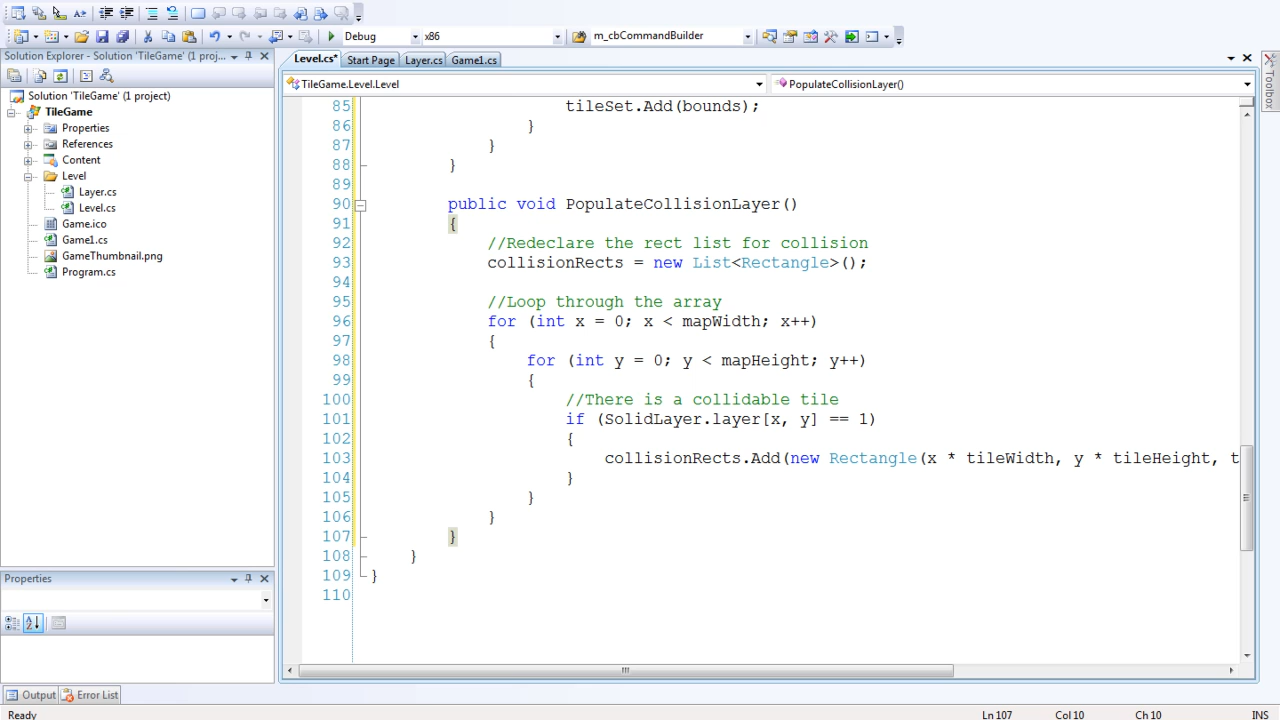 Debug
x86
m_cbCommandBuilder
Solution Explorer - Solution 'TileGame' (1 proj...
Solution 'TileGame' (1 project)
TileGame
Properties
References
Content
Level
Layer.cs
Level.cs
Game.ico
Game1.cs
GameThumbnail.png
Program.cs
Properties
Output
Error List
Level.cs* Start Page Layer.cs Game1.cs
TileGame.Level.Level
PopulateCollisionLayer()
85 tileSet.Add(bounds);
86 }
87 }
88 }
89
90 public void PopulateCollisionLayer()
91 {
92 //Redeclare the rect list for collision
93 collisionRects = new List<Rectangle>();
94
95 //Loop through the array
96 for (int x = 0; x < mapWidth; x++)
97 {
98 for (int y = 0; y < mapHeight; y++)
99 {
100 //There is a collidable tile
101 if (SolidLayer.layer[x, y] == 1)
102 {
103 collisionRects.Add(new Rectangle(x * tileWidth, y * tileHeight, t
104 }
105 }
106 }
107 }
108 }
109 }
110
Toolbox
Ready
Ln 107 Col 10 Ch 10 INS